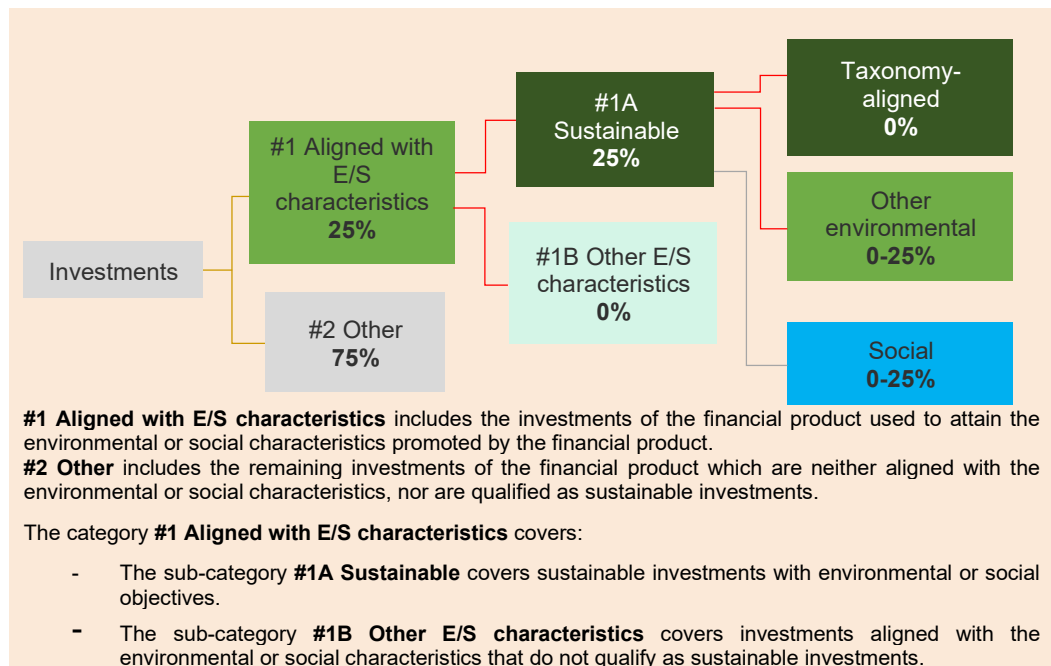 Investments
#1 Aligned with
E/S
characteristics
25%
#2 Other
75%
#1A
Sustainable
25%
#1B Other E/S
characteristics
0%
Taxonomy-
aligned
0%
Other
environmental
0-25%
Social
0-25%
#1 Aligned with E/S characteristics includes the investments of the financial product used to attain the
environmental or social characteristics promoted by the financial product.
#2 Other includes the remaining investments of the financial product which are neither aligned with the
environmental or social characteristics, nor are qualified as sustainable investments.
The category #1 Aligned with E/S characteristics covers:
- The sub-category #1A Sustainable covers sustainable investments with environmental or social
objectives.
- The sub-category #1B Other E/S characteristics covers investments aligned with the
environmental or social characteristics that do not qualify as sustainable investments.